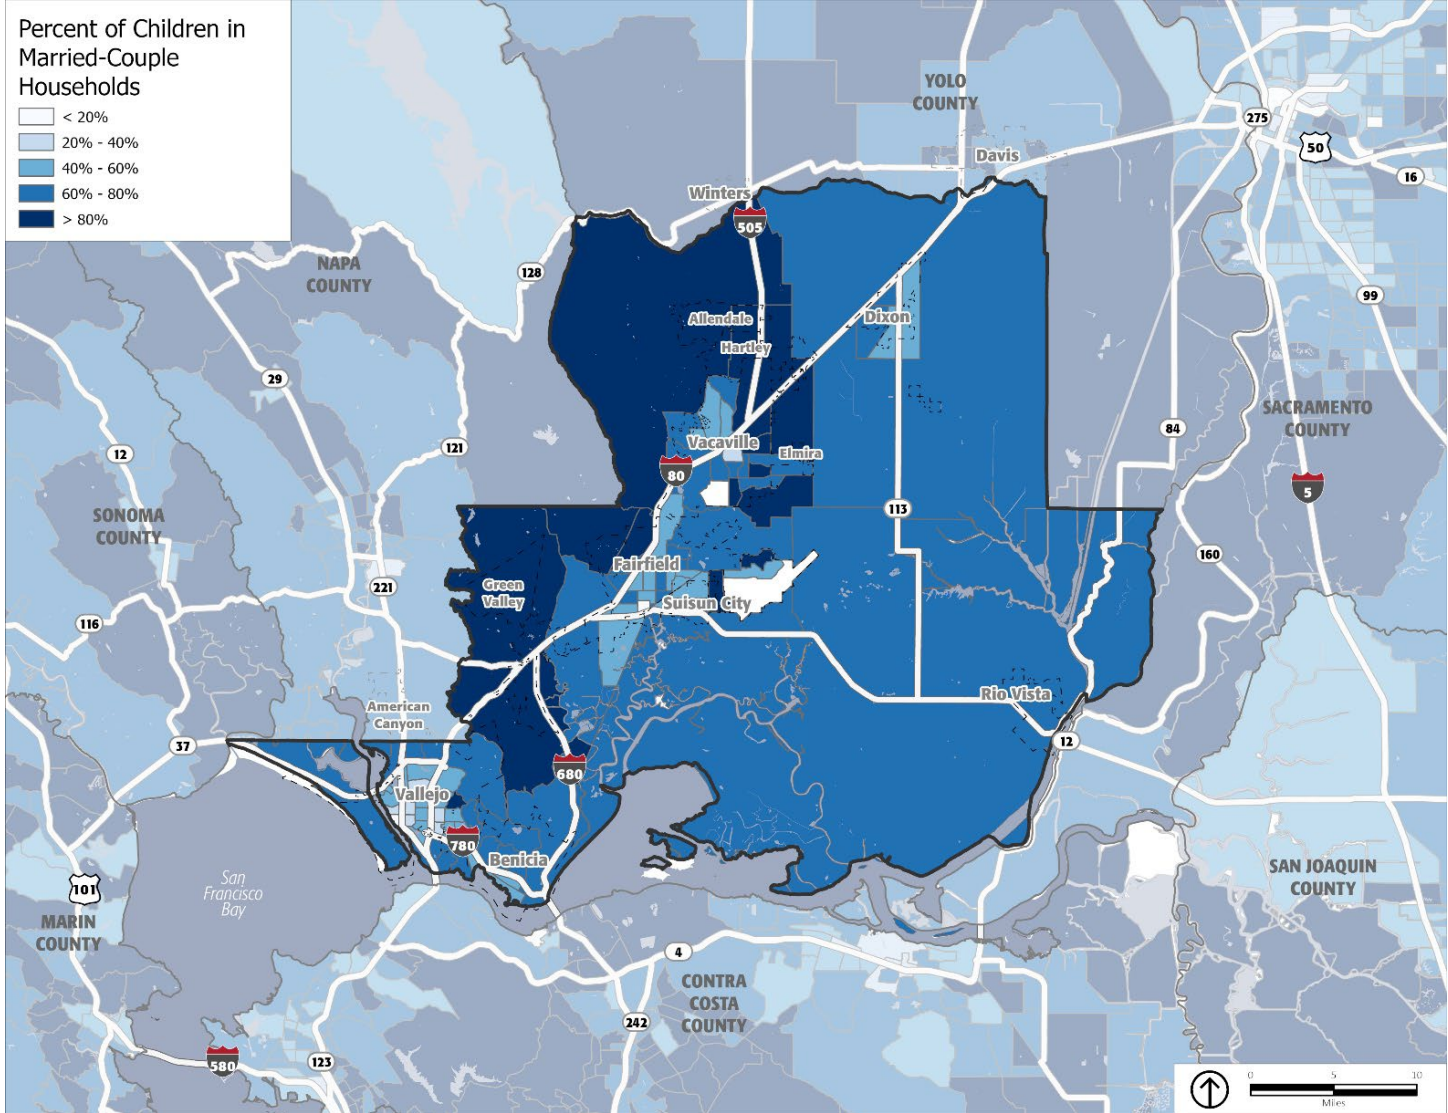 Percent of Children in
Married-Couple
Households
< 20%
20% - 40%
40% - 60%
60% - 80%
> 80%
YOLO
COUNTY
275
50
16
Davis
Winters
505
128
NAPA
COUNTY
99
Allendale
Dixon
Hartley
29
SACRAMENTO
COUNTY
84
12
121
Vacaville
Elmira
80
5
SONOMA
COUNTY
113
160
Fairfield
Green
Valley
221
Suisun City
116
Rio Vista
American
Canyon
37
12
680
Vallejo
780
Benicia
San
Francisco
Bay
101
MARIN
COUNTY
SAN JOAQUIN
COUNTY
4
CONTRA
COSTA
COUNTY
242
580
123
0 5 10
Miles